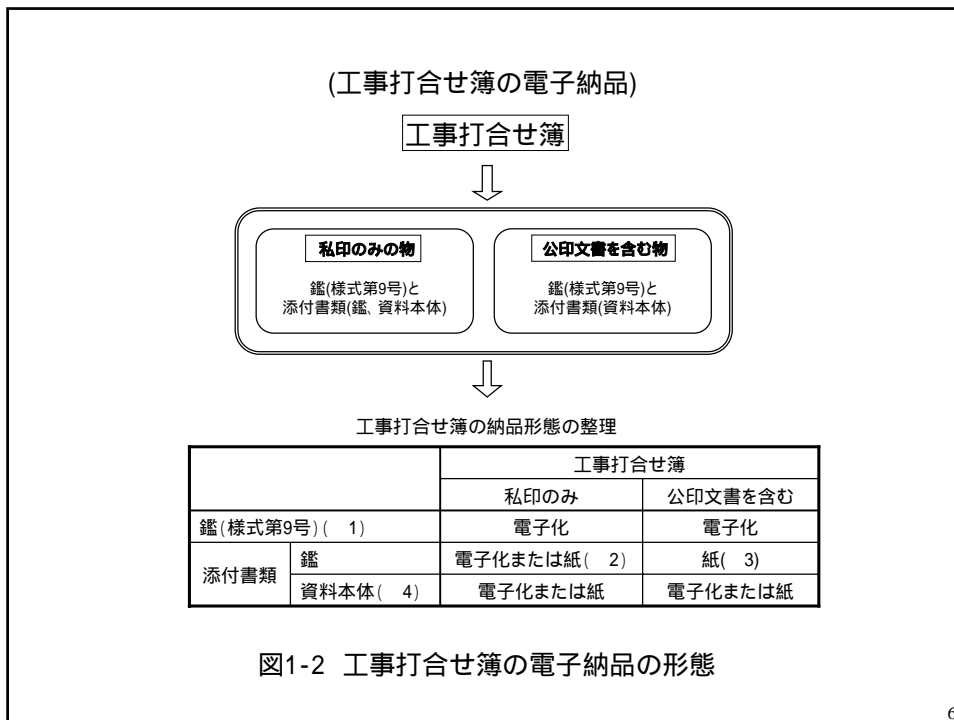 (工事打合せ簿の電子納品)
工事打合せ簿
私印のみの物
鑑(様式第9号)と
添付書類(鑑、資料本体)
公印文書を含む物
鑑(様式第9号)と
添付書類(資料本体)
工事打合せ簿の納品形態の整理
工事打合せ簿
私印のみ 公印文書を含む
鑑(様式第9号)( 1) 電子化 電子化
添付書類 鑑 電子化または紙( 2) 紙( 3)
資料本体( 4) 電子化または紙 電子化または紙
図1-2 工事打合せ簿の電子納品の形態
6